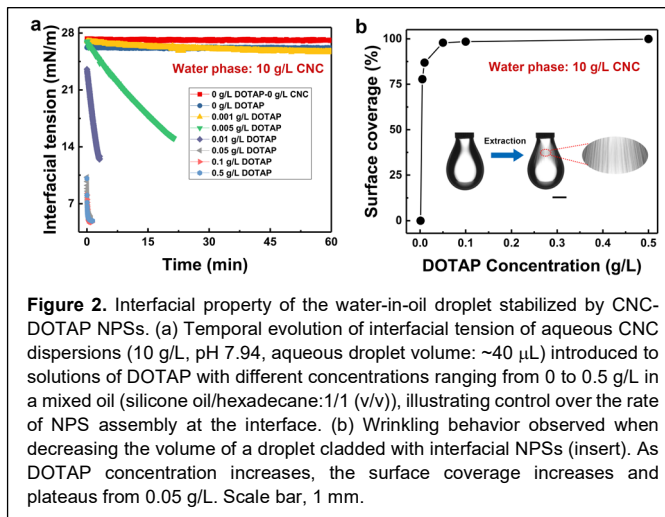 a
28
21
14
7
Interfacial tension (mN/m)
Water phase: 10 g/L CNC
0 g/L DOTAP-0 g/L CNC
0 g/L DOTAP
0.001 g/L DOTAP
0.005 g/L DOTAP
0.01 g/L DOTAP
0.05 g/L DOTAP
0.1 g/L DOTAP
0.5 g/L DOTAP
0 15 30 45 60
Time (min)
b
100
75
50
25
0
Surface coverage (%)
Water phase: 10 g/L CNC
Extraction
0.0 0.1 0.2 0.3 0.4 0.5
DOTAP Concentration (g/L)
Figure 2. Interfacial property of the water-in-oil droplet stabilized by CNC-
DOTAP NPSs. (a) Temporal evolution of interfacial tension of aqueous CNC
dispersions (10 g/L, pH 7.94, aqueous droplet volume: ~40 μL) introduced to
solutions of DOTAP with different concentrations ranging from 0 to 0.5 g/L in
a mixed oil (silicone oil/hexadecane:1/1 (v/v)), illustrating control over the rate
of NPS assembly at the interface. (b) Wrinkling behavior observed when
decreasing the volume of a droplet cladded with interfacial NPSs (insert). As
DOTAP concentration increases, the surface coverage increases and
plateaus from 0.05 g/L. Scale bar, 1 mm.